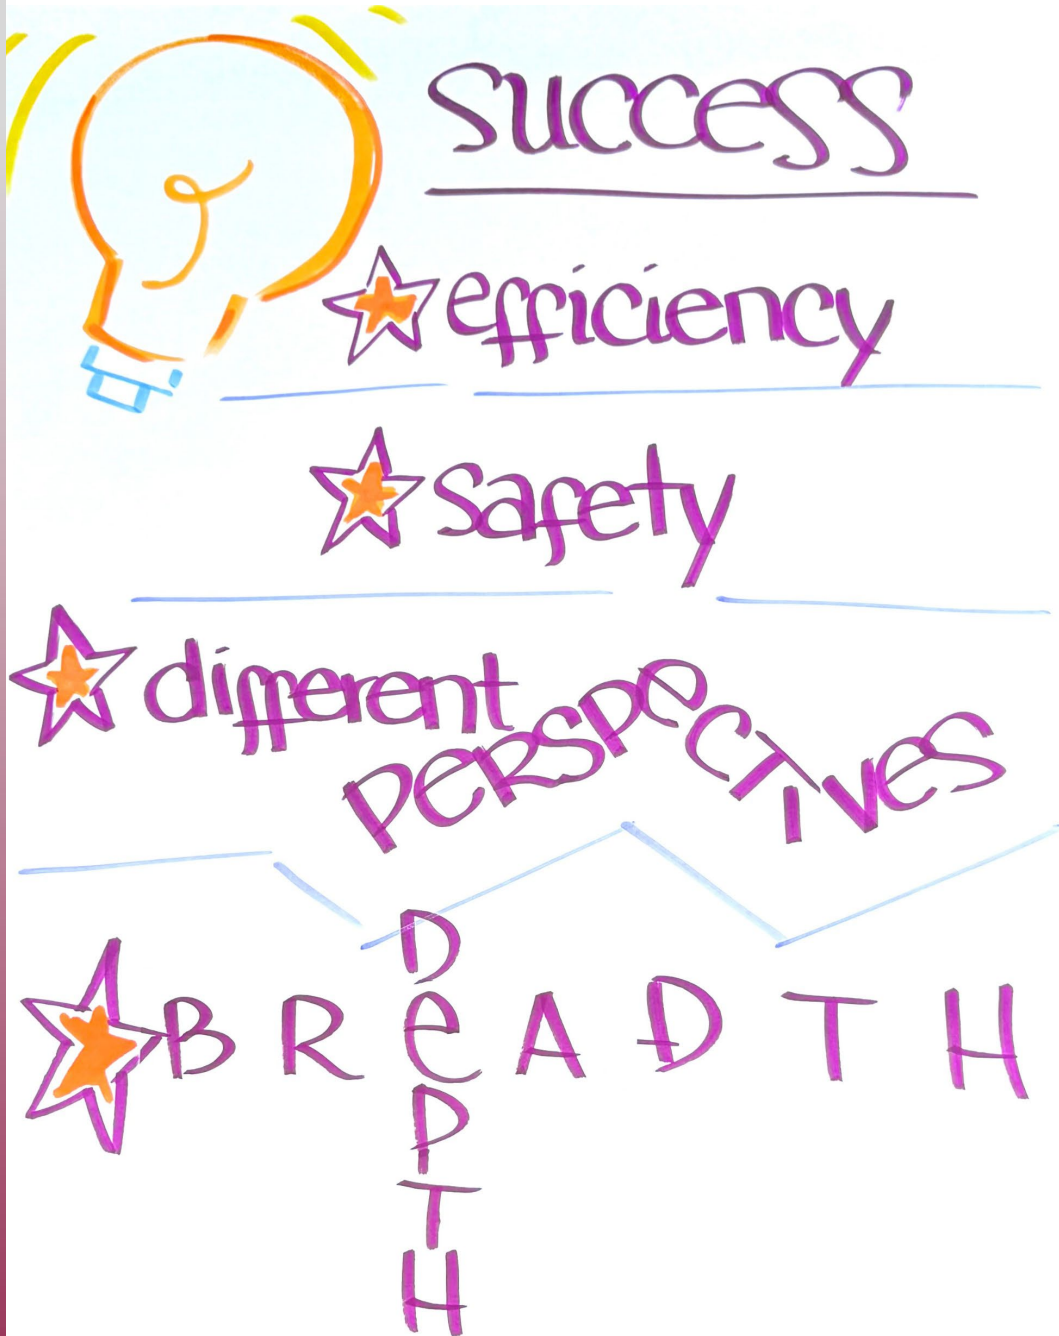 success
efficiency
safety
different
PeRSPeCTIVeS
BReADTH
DePTH